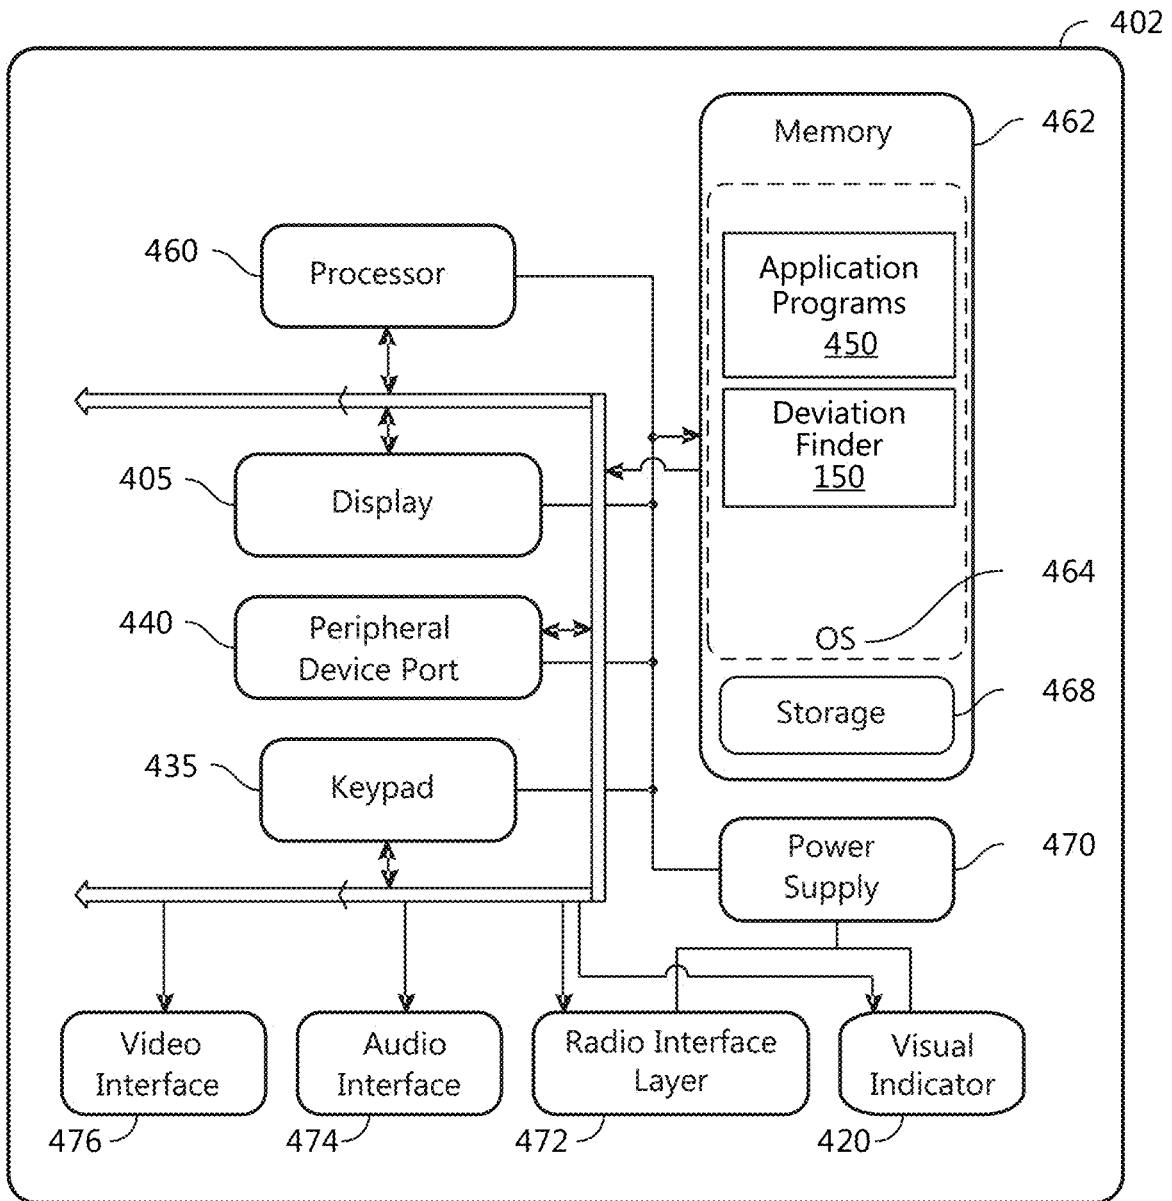 402
Memory
462
460
Processor
Application
Programs
450
Deviation
Finder
150
405
Display
464
440
Peripheral
Device Port
OS
468
Storage
435
Keypad
Power
Supply
470
Video
Interface
Audio
Interface
Radio Interface
Layer
Visual
Indicator
476
474
472
420